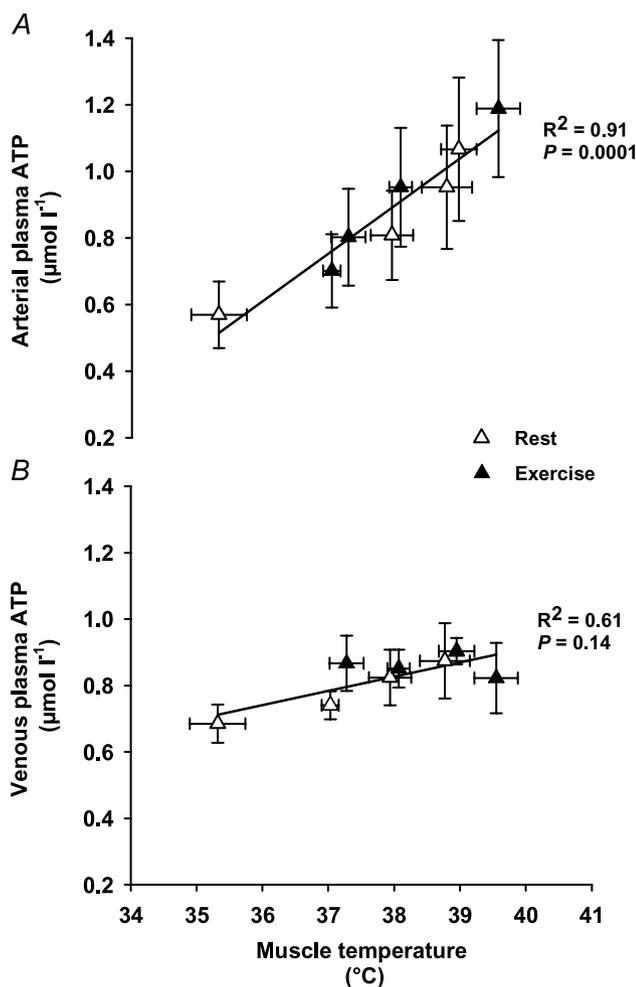 A
1.4
1.2
1.0
0.8
0.6
0.4
0.2
Arterial plasma ATP
(µmol l-1)
R2 = 0.91
P = 0.0001
Rest
Exercise
B
1.4
1.2
1.0
0.8
0.6
0.4
0.2
Venous plasma ATP
(µmol l-1)
R2 = 0.61
P = 0.14
34 35 36 37 38 39 40 41
Muscle temperature
(°C)